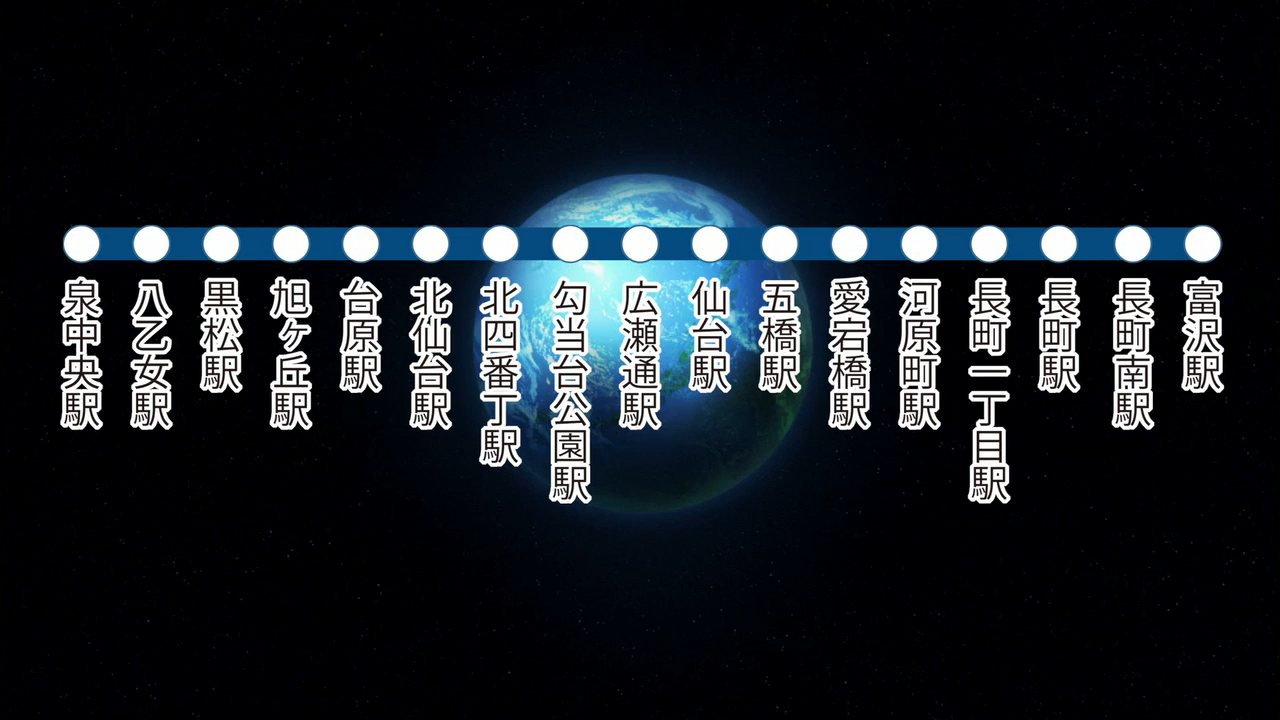 泉中央駅
八乙女駅
黒松駅
旭ヶ丘駅
台原駅
北仙台駅
北四番丁駅
勾当台公園駅
広瀬通駅
仙台駅
五橋駅
愛宕橋駅
河原町駅
長町一丁目駅
長町駅
長町南駅
富沢駅